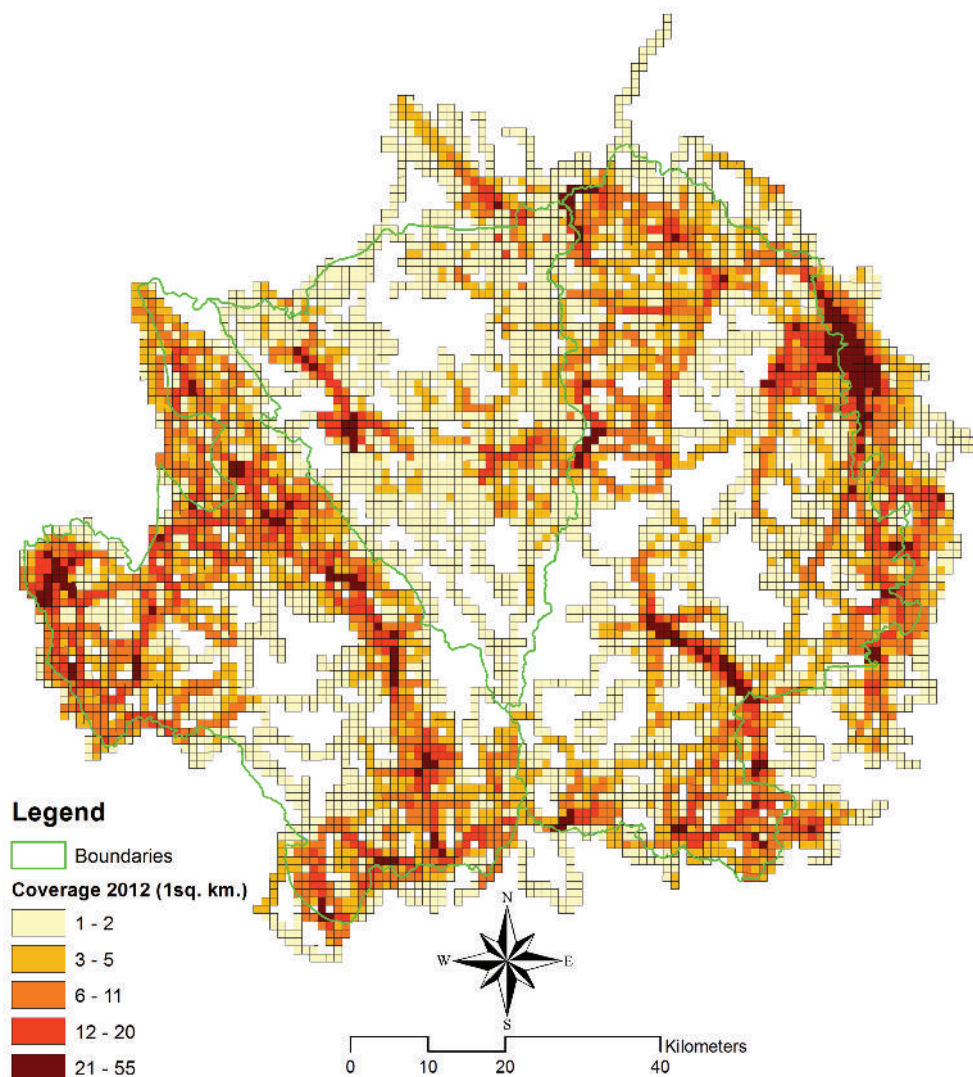 Legend
Boundaries
Coverage 2012 (1sq. km.)
1 - 2
3 - 5
6 - 11
12 - 20
21 - 55
N
W E
S
Kilometers
0 10 20 40